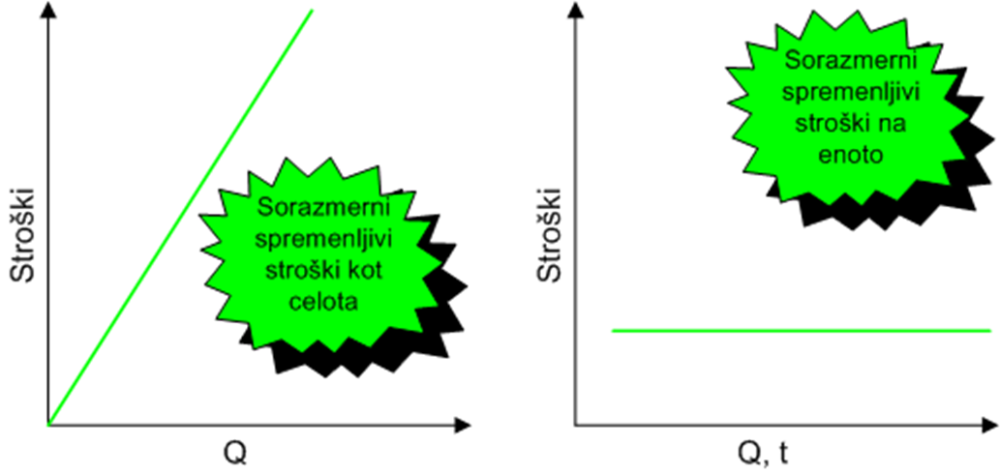 Stroški
Sorazmerni
spremenljivi
stroški kot
celota
Q
Stroški
Sorazmerni
spremenljivi
stroški na
enoto
Q, t